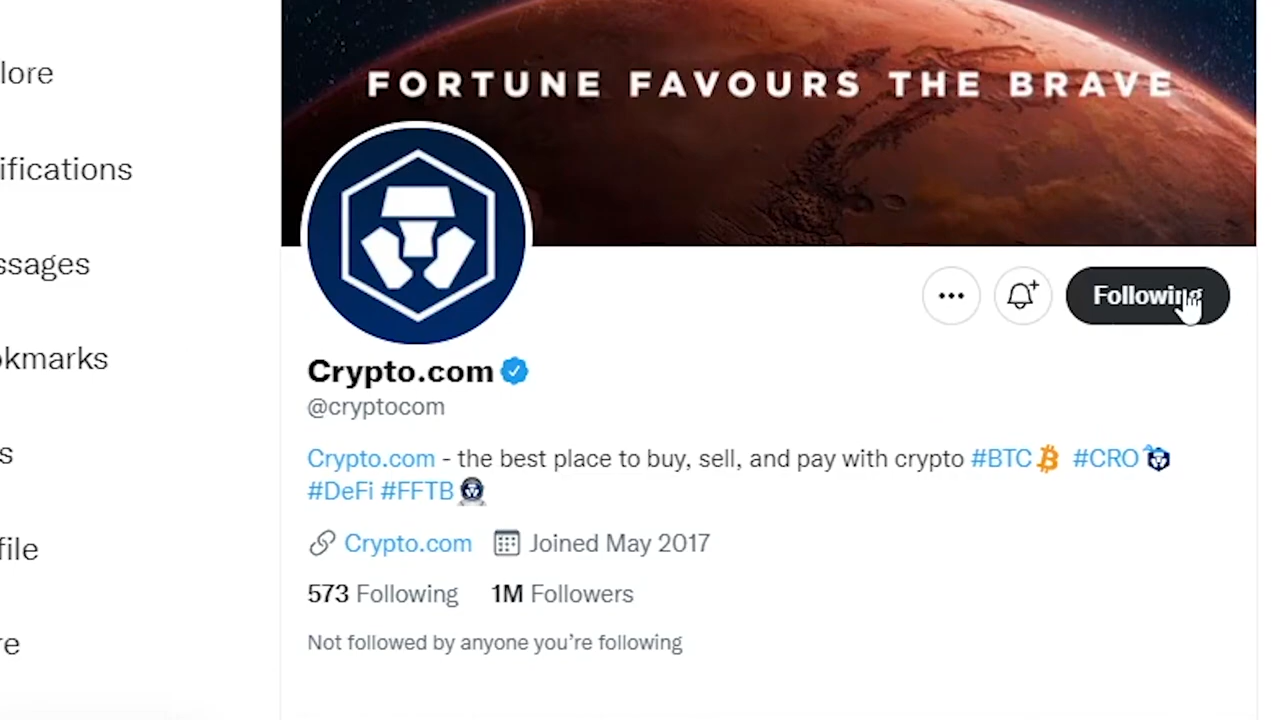 FORTUNE FAVOURS THE BRAVE
lore
ifications
ssages
okmarks
s
file
re
Following
Crypto.com
@cryptocom
Crypto.com - the best place to buy, sell, and pay with crypto #BTC #CRO
#DeFi #FFTB
Crypto.com Joined May 2017
573 Following 1M Followers
Not followed by anyone you’re following